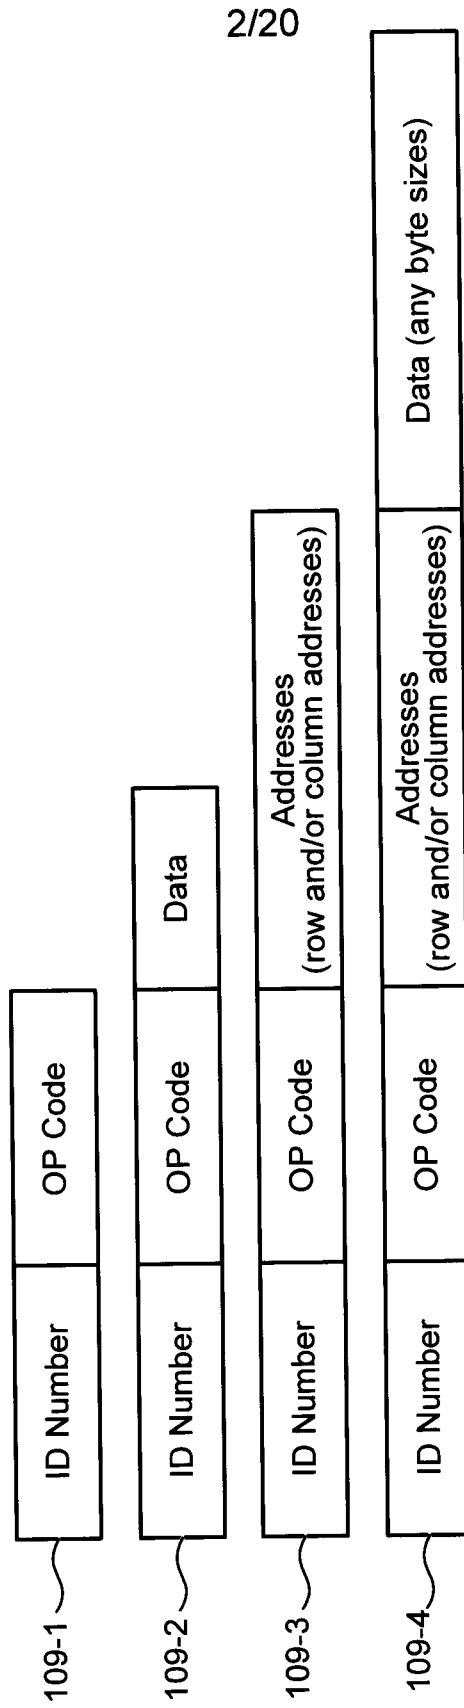 2/20
109-1
ID Number
OP Code
109-2
ID Number
OP Code
Data
109-3
ID Number
OP Code
Addresses
(row and/or column addresses)
109-4
ID Number
OP Code
Addresses
(row and/or column addresses)
Data (any byte sizes)